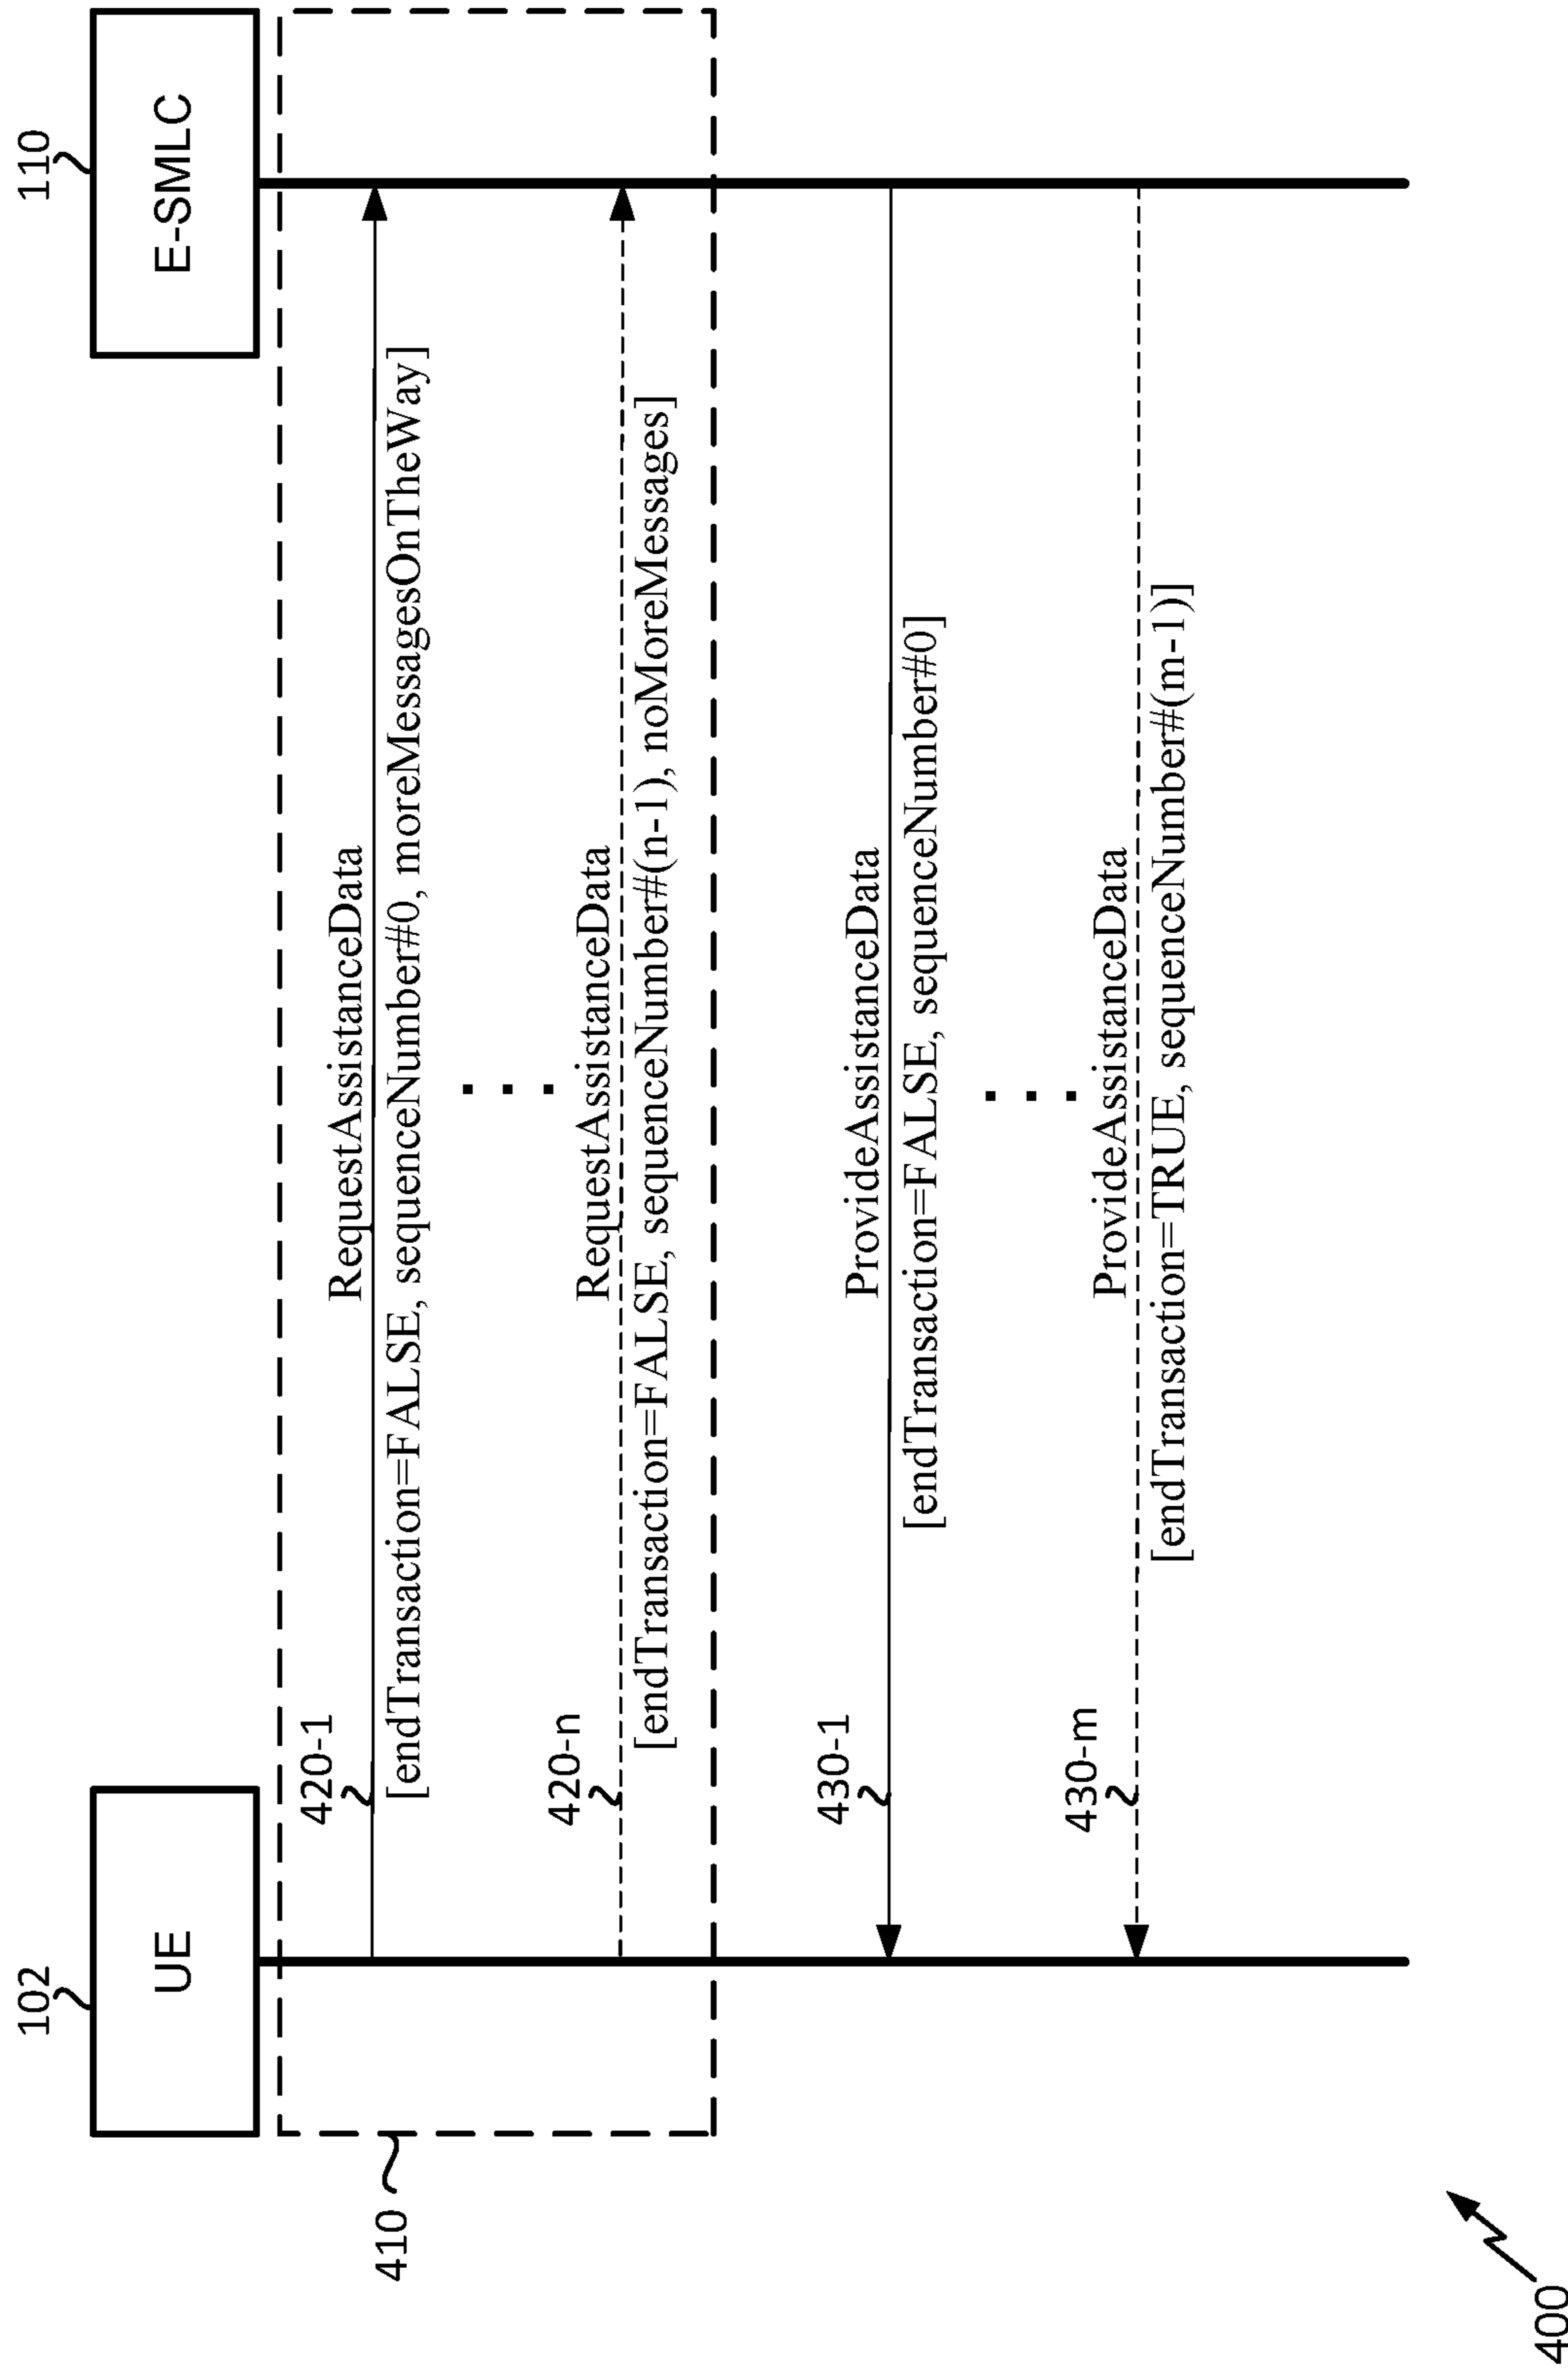 102
110
UE
E-SMLC
410
420-1
RequestAssistanceData
[endTransaction=FALSE, sequenceNumber#0, moreMessagesOnTheWay]
420-n
RequestAssistanceData
[endTransaction=FALSE, sequenceNumber#(n-1), noMoreMessages]
430-1
ProvideAssistanceData
[endTransaction=FALSE, sequenceNumber#0]
430-m
ProvideAssistanceData
[endTransaction=TRUE, sequenceNumber#(m-1)]
400